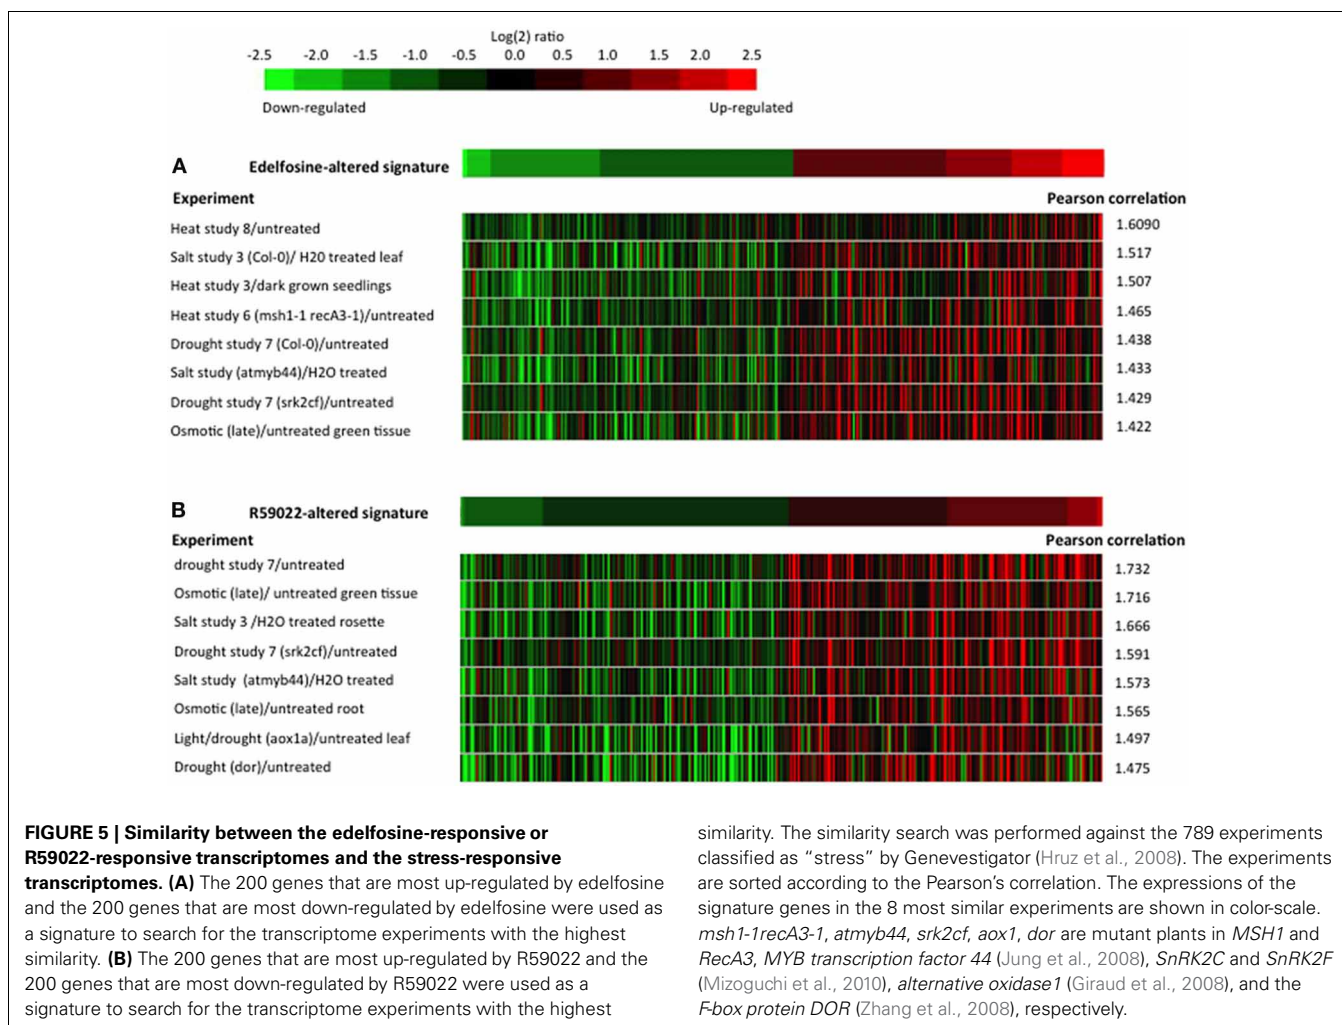 Log(2) ratio
-2.5 -2.0 -1.5 -1.0 -0.5 0.0 0.5 1.0 1.5 2.0 2.5
Down-regulated Up-regulated
A Edelfosine-altered signature
Experiment Pearson correlation
Heat study 8/untreated 1.6090
Salt study 3 (Col-0)/ H20 treated leaf 1.517
Heat study 3/dark grown seedlings 1.507
Heat study 6 (msh1-1 recA3-1)/untreated 1.465
Drought study 7 (Col-0)/untreated 1.438
Salt study (atmyb44)/H2O treated 1.433
Drought study 7 (srk2cf)/untreated 1.429
Osmotic (late)/untreated green tissue 1.422
B R59022-altered signature
Experiment Pearson correlation
drought study 7/untreated 1.732
Osmotic (late)/ untreated green tissue 1.716
Salt study 3 /H2O treated rosette 1.666
Drought study 7 (srk2cf)/untreated 1.591
Salt study (atmyb44)/H2O treated 1.573
Osmotic (late)/untreated root 1.565
Light/drought (aox1a)/untreated leaf 1.497
Drought (dor)/untreated 1.475
FIGURE 5 | Similarity between the edelfosine-responsive or
R59022-responsive transcriptomes and the stress-responsive
transcriptomes. (A) The 200 genes that are most up-regulated by edelfosine
and the 200 genes that are most down-regulated by edelfosine were used as
a signature to search for the transcriptome experiments with the highest
similarity. (B) The 200 genes that are most up-regulated by R59022 and the
200 genes that are most down-regulated by R59022 were used as a
signature to search for the transcriptome experiments with the highest
similarity. The similarity search was performed against the 789 experiments
classified as “stress” by Genevestigator (Hruz et al., 2008). The experiments
are sorted according to the Pearson's correlation. The expressions of the
signature genes in the 8 most similar experiments are shown in color-scale.
msh1-1recA3-1, atmyb44, srk2cf, aox1, dor are mutant plants in MSH1 and
RecA3, MYB transcription factor 44 (Jung et al., 2008), SnRK2C and SnRK2F
(Mizoguchi et al., 2010), alternative oxidase1 (Giraud et al., 2008), and the
F-box protein DOR (Zhang et al., 2008), respectively.